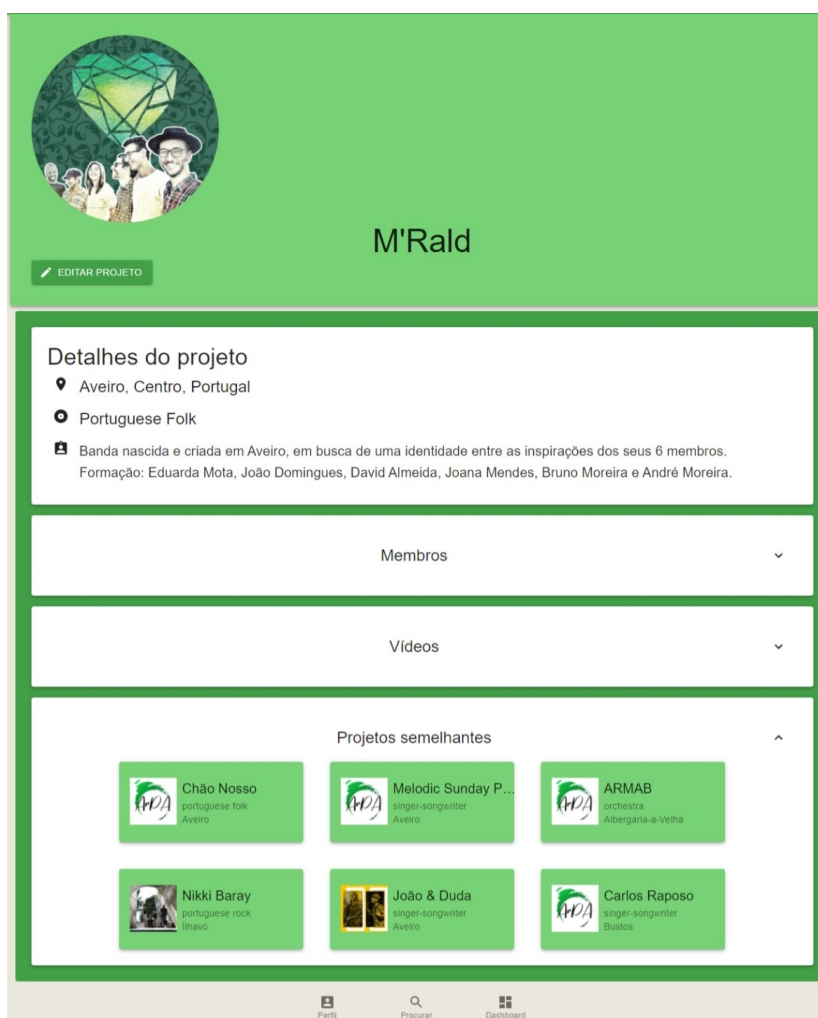 M'Rald
EDITAR PROJETO
Detalhes do projeto
Aveiro, Centro, Portugal
Portuguese Folk
Banda nascida e criada em Aveiro, em busca de uma identidade entre as inspirações dos seus 6 membros.
Formação: Eduarda Mota, João Domingues, David Almeida, Joana Mendes, Bruno Moreira e André Moreira.
Membros
Vídeos
Projetos semelhantes
ArDA
Chão Nosso
portuguese folk
Aveiro
ArDA
Melodic Sunday P...
singer-songwriter
Aveiro
ArDA
ARMAB
orchestra
Albergaria-a-Velha
Nikki Baray
portuguese rock
Ílhavo
João & Duda
singer-songwriter
Aveiro
ArDA
Carlos Raposo
singer-songwriter
Bustos
Perfil
Procurar
Dashboard